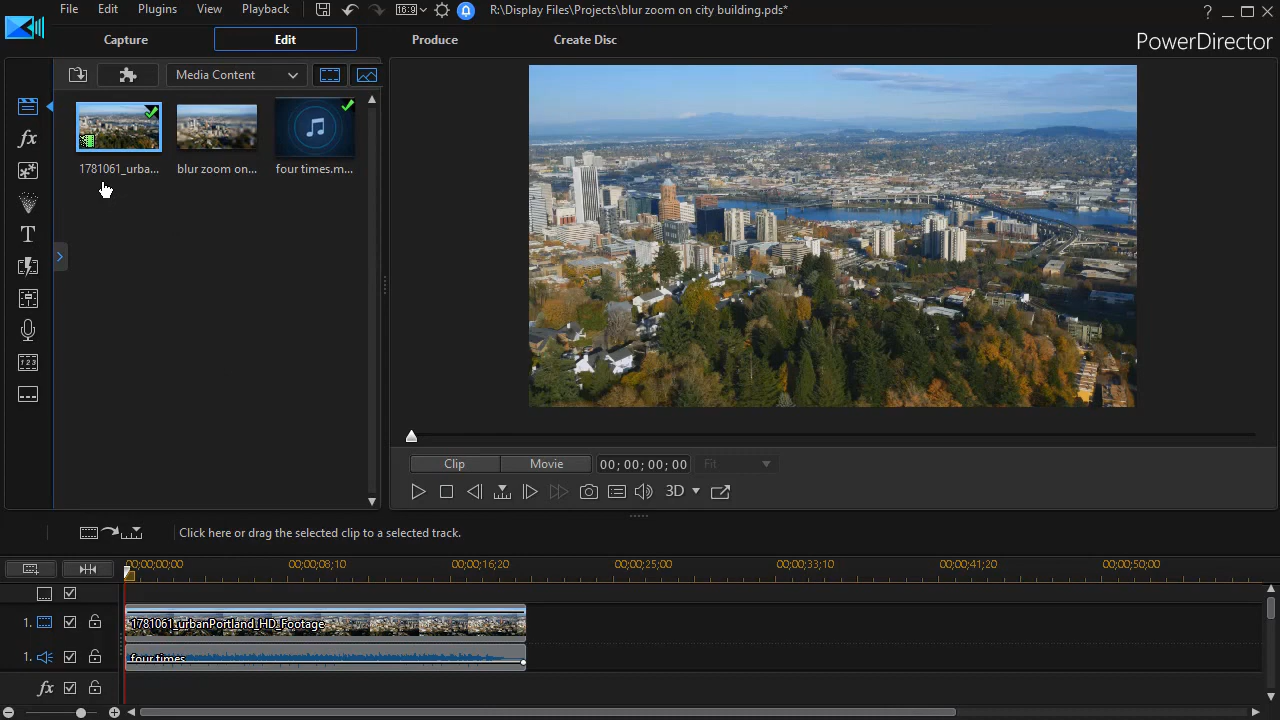 File Edit Plugins View Playback 16:9 R:\Display Files\Projects\blur zoom on city building.pds* ?
Capture Edit Produce Create Disc PowerDirector
Media Content
1781061_urba... blur zoom on... four times.m...
fx
T
Clip Movie 00; 00; 00; 00 Fit
3D
Click here or drag the selected clip to a selected track.
00;00;00;00 00;00;08;10 00;00;16;20 00;00;25;00 00;00;33;10 00;00;41;20 00;00;50;00
1. 1781061_urbanPortland_HD_Footage
1. four times
fx